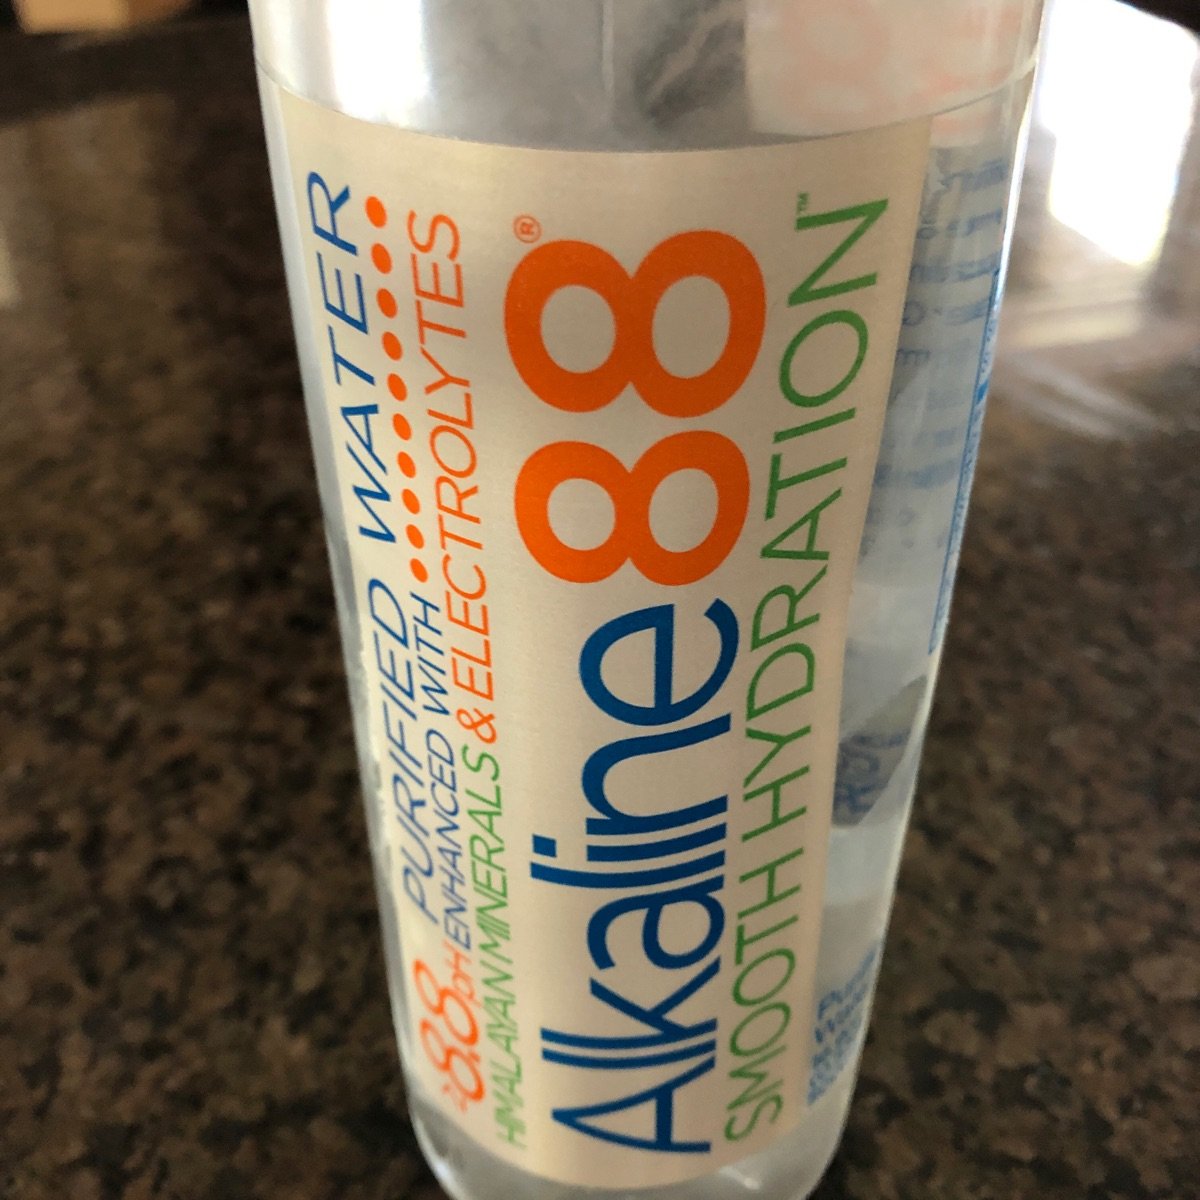 PURIFIED WATER
8.8pH ENHANCED WITH
HIMALAYAN MINERALS & ELECTROLYTES
Alkaline88®
SMOOTH HYDRATION™